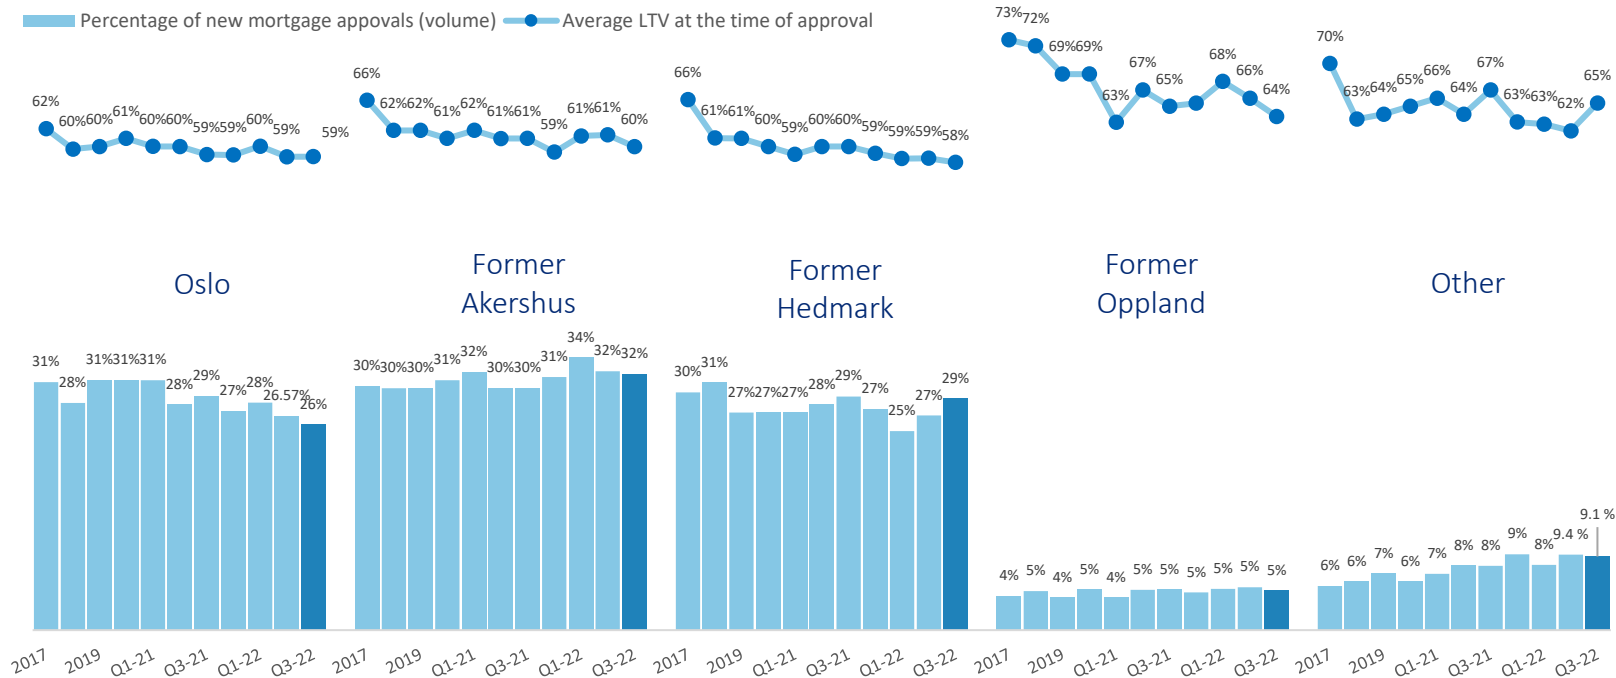 Percentage of new mortgage appovals (volume) Average LTV at the time of approval
62% 60% 60% 61% 60% 60% 59% 59% 60% 59% 59%
66% 62% 62% 61% 62% 61% 61% 59% 61% 61% 60%
66% 61% 61% 60% 59% 60% 60% 59% 59% 59% 58%
73% 72% 69% 69% 63% 67% 65% 68% 66% 64%
70% 63% 64% 65% 66% 64% 67% 63% 63% 62% 65%
Oslo
Former
Akershus
Former
Hedmark
Former
Oppland
Other
31% 28% 31% 31% 31% 28% 29% 27% 28% 26.57% 26%
30% 30% 30% 31% 32% 30% 30% 31% 34% 32% 32%
30% 31% 27% 27% 27% 28% 29% 27% 25% 27% 29%
4% 5% 4% 5% 4% 5% 5% 5% 5% 5% 5%
6% 6% 7% 6% 7% 8% 8% 9% 8% 9.4 % 9.1 %
2017 2019 Q1-21 Q3-21 Q1-22 Q3-22
2017 2019 Q1-21 Q3-21 Q1-22 Q3-22
2017 2019 Q1-21 Q3-21 Q1-22 Q3-22
2017 2019 Q1-21 Q3-21 Q1-22 Q3-22
2017 2019 Q1-21 Q3-21 Q1-22 Q3-22